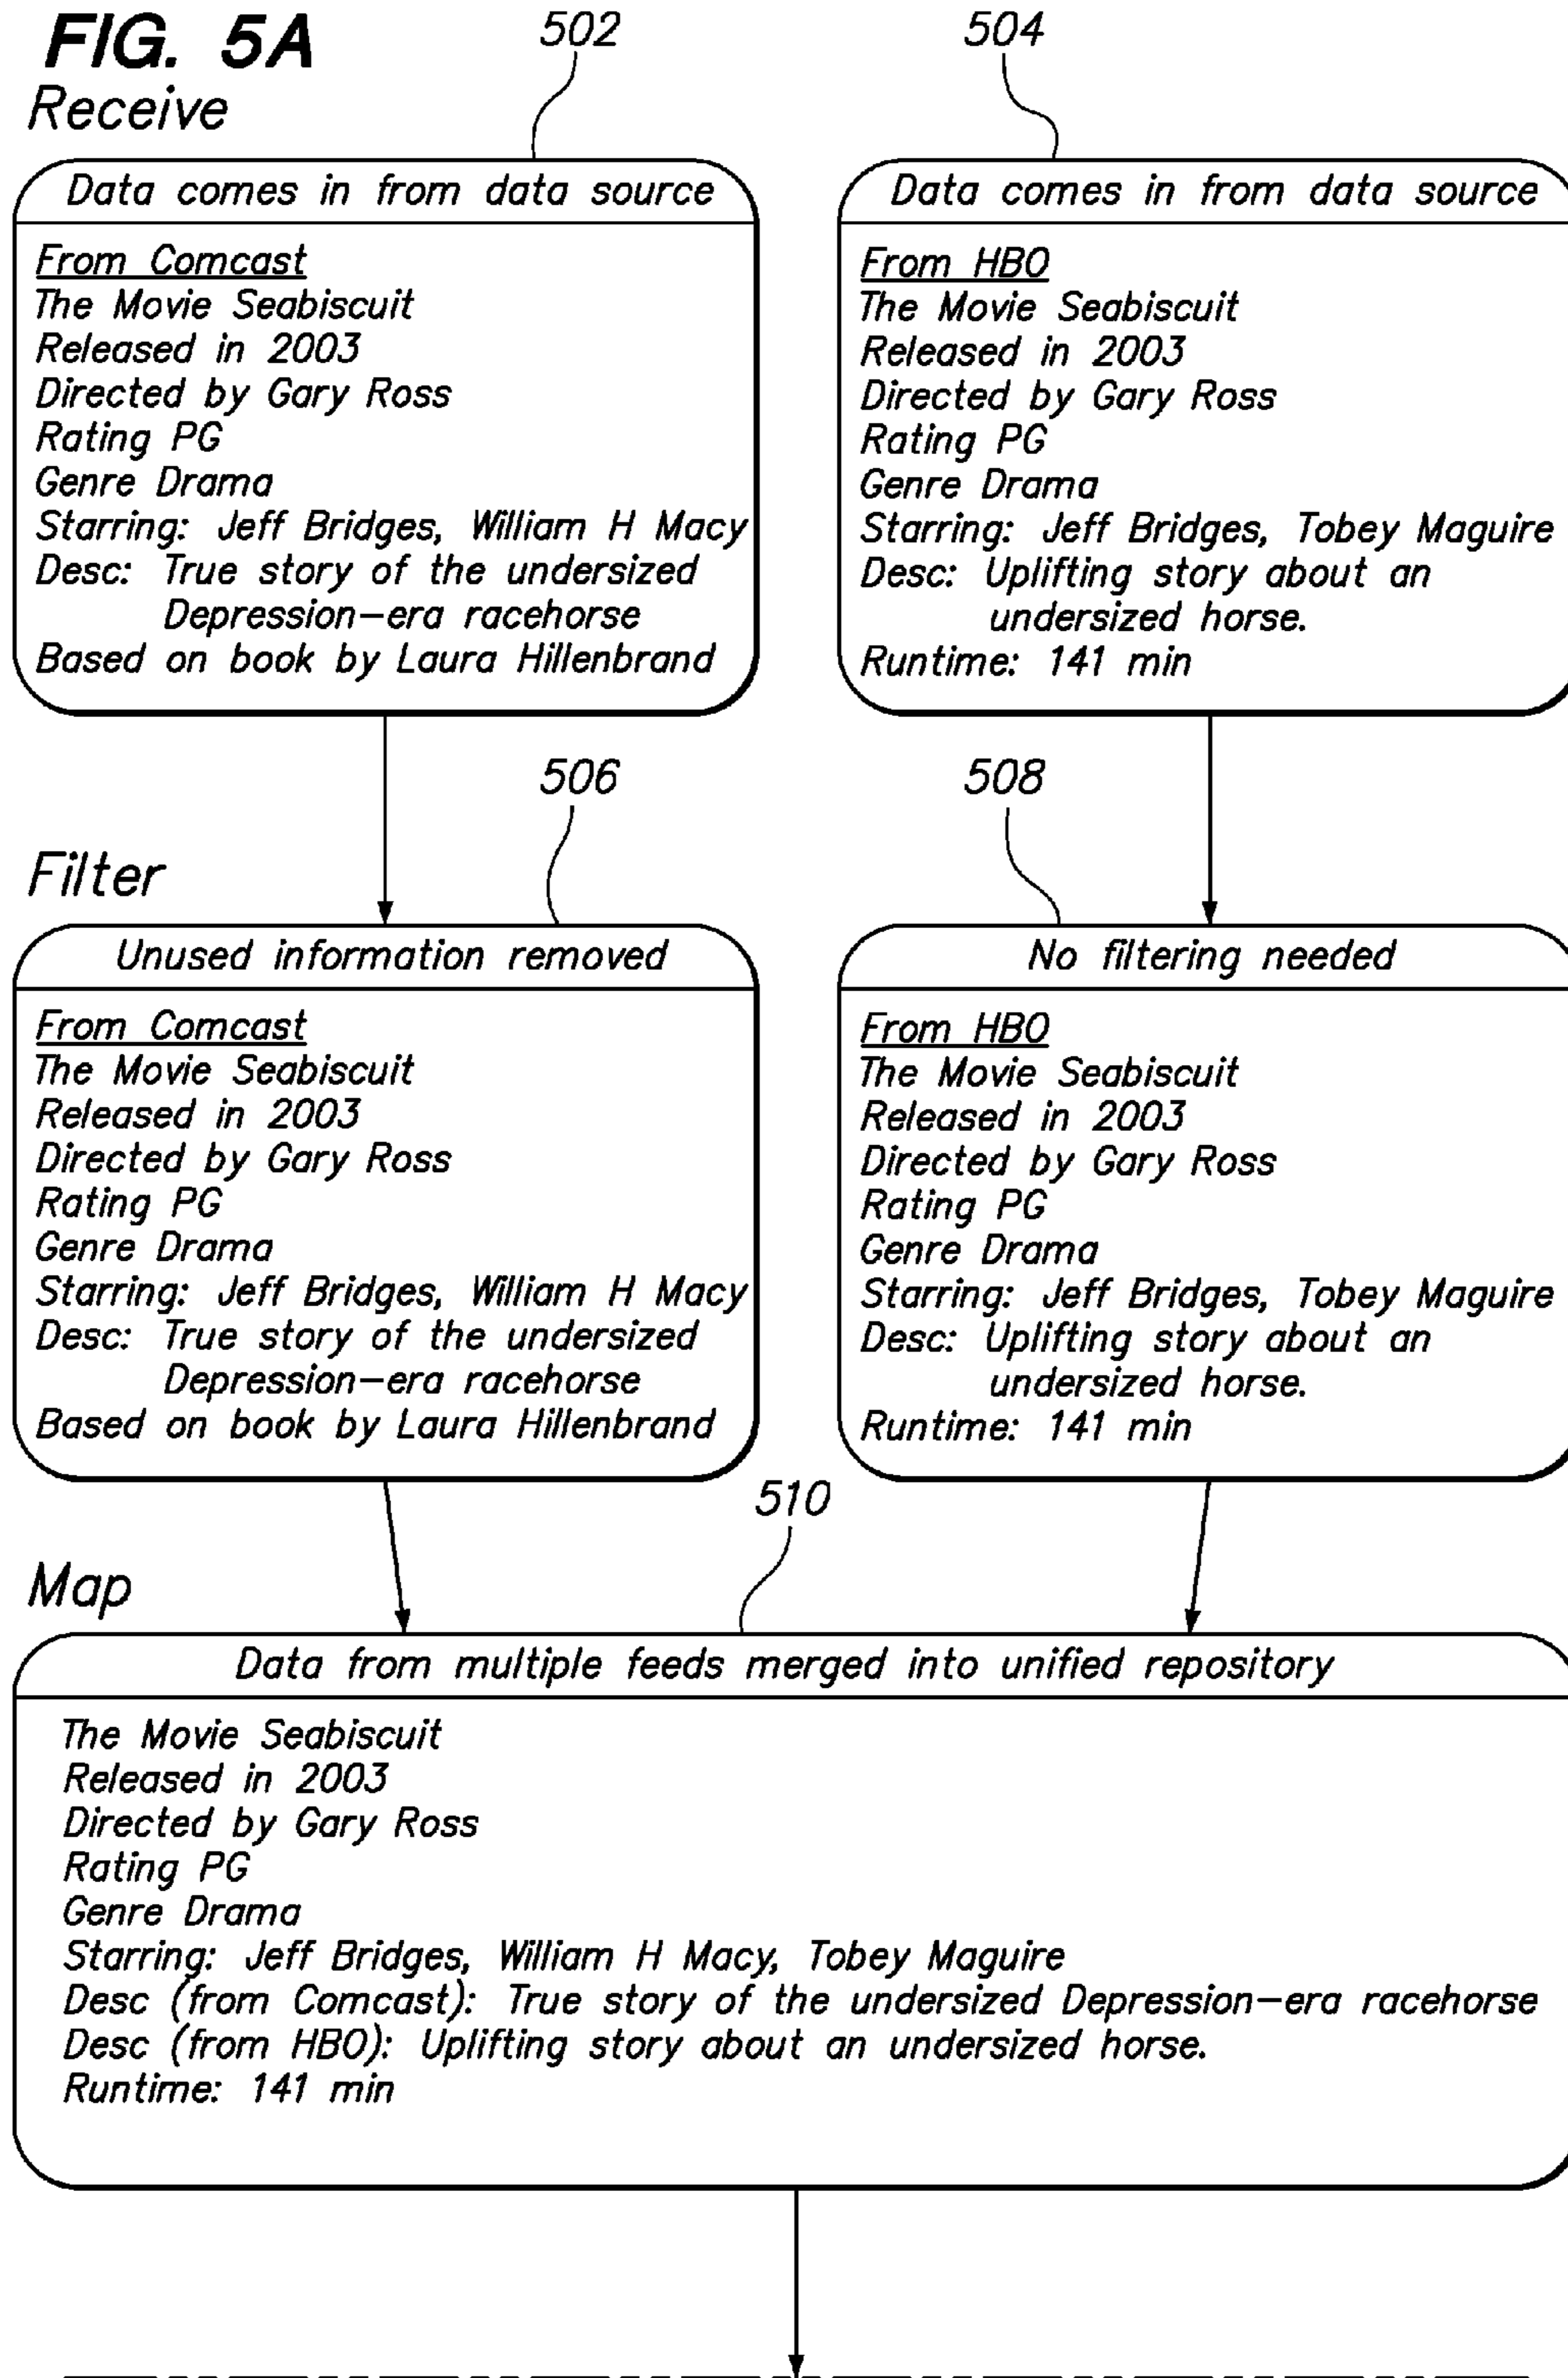 FIG. 5A
502
504
Receive
Data comes in from data source
From Comcast
The Movie Seabiscuit
Released in 2003
Directed by Gary Ross
Rating PG
Genre Drama
Starring: Jeff Bridges, William H Macy
Desc: True story of the undersized
Depression-era racehorse
Based on book by Laura Hillenbrand
Data comes in from data source
From HBO
The Movie Seabiscuit
Released in 2003
Directed by Gary Ross
Rating PG
Genre Drama
Starring: Jeff Bridges, Tobey Maguire
Desc: Uplifting story about an
undersized horse.
Runtime: 141 min
506
508
Filter
Unused information removed
From Comcast
The Movie Seabiscuit
Released in 2003
Directed by Gary Ross
Rating PG
Genre Drama
Starring: Jeff Bridges, William H Macy
Desc: True story of the undersized
Depression-era racehorse
Based on book by Laura Hillenbrand
No filtering needed
From HBO
The Movie Seabiscuit
Released in 2003
Directed by Gary Ross
Rating PG
Genre Drama
Starring: Jeff Bridges, Tobey Maguire
Desc: Uplifting story about an
undersized horse.
Runtime: 141 min
510
Map
Data from multiple feeds merged into unified repository
The Movie Seabiscuit
Released in 2003
Directed by Gary Ross
Rating PG
Genre Drama
Starring: Jeff Bridges, William H Macy, Tobey Maguire
Desc (from Comcast): True story of the undersized Depression-era racehorse
Desc (from HBO): Uplifting story about an undersized horse.
Runtime: 141 min